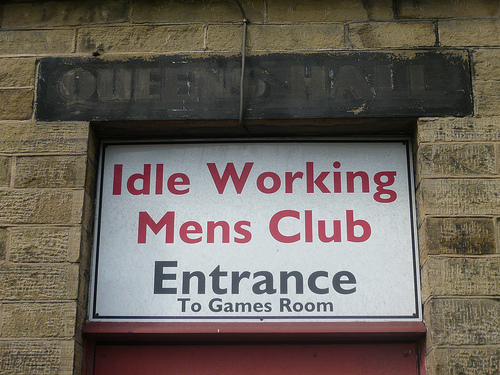 QUEENS HALL
Idle Working
Mens Club
Entrance
To Games Room